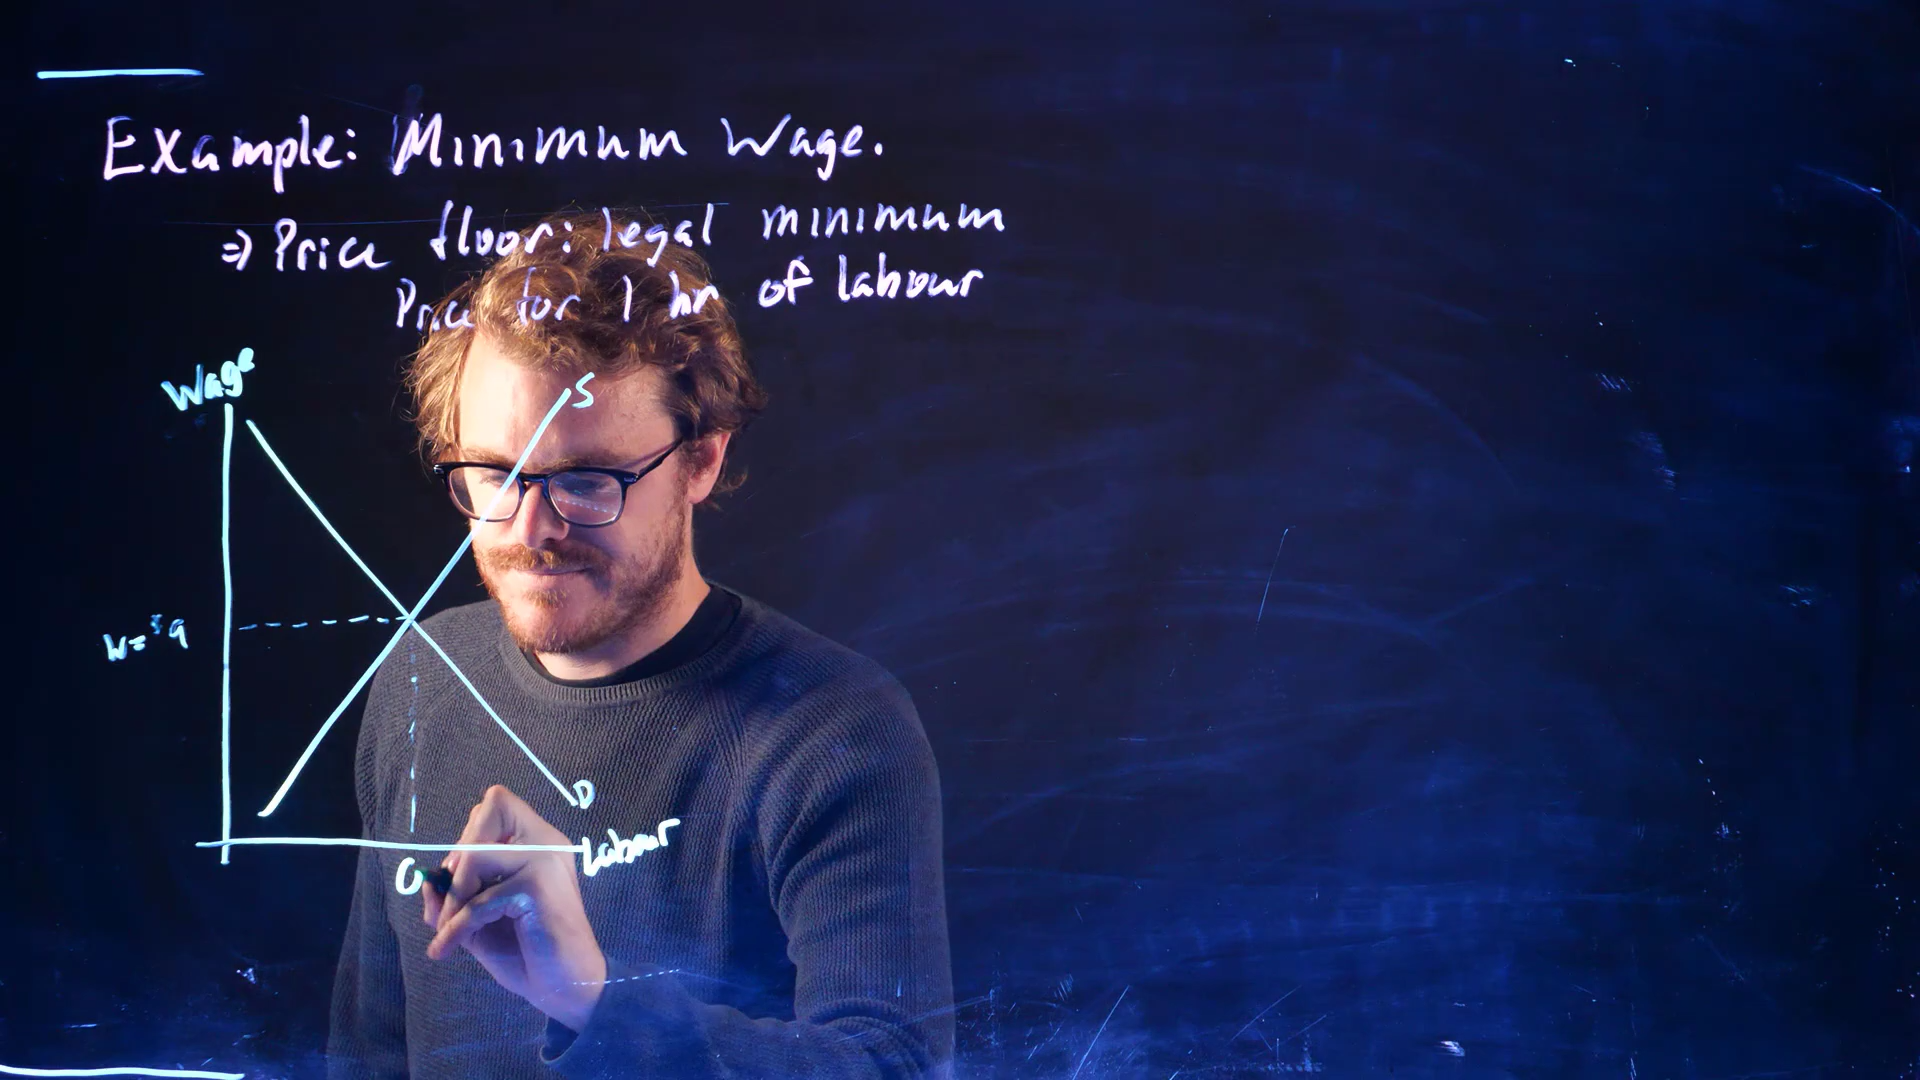 Example: Minimum Wage.
⇒ Price floor: legal minimum
Price for 1 hr of labour
Wage
S
W = $9
D
Labour